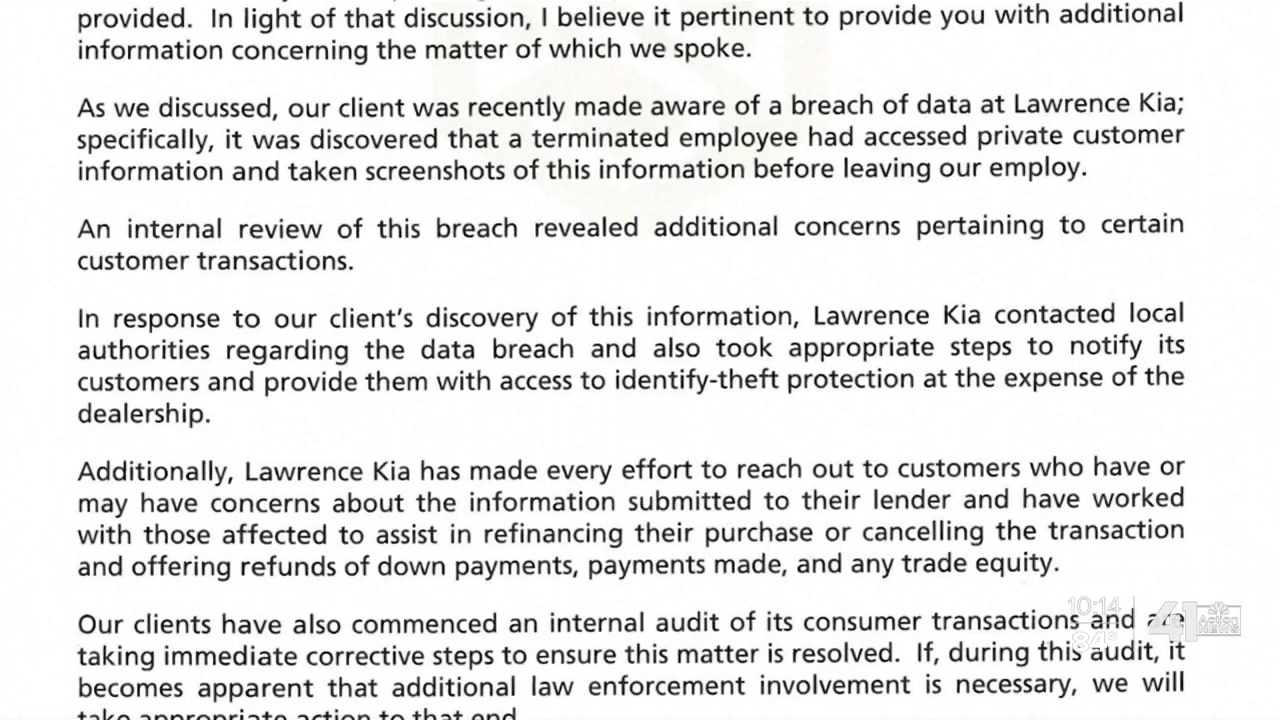 provided. In light of that discussion, I believe it pertinent to provide you with additional
information concerning the matter of which we spoke.
As we discussed, our client was recently made aware of a breach of data at Lawrence Kia;
specifically, it was discovered that a terminated employee had accessed private customer
information and taken screenshots of this information before leaving our employ.
An internal review of this breach revealed additional concerns pertaining to certain
customer transactions.
In response to our client's discovery of this information, Lawrence Kia contacted local
authorities regarding the data breach and also took appropriate steps to notify its
customers and provide them with access to identify-theft protection at the expense of the
dealership.
Additionally, Lawrence Kia has made every effort to reach out to customers who have or
may have concerns about the information submitted to their lender and have worked
with those affected to assist in refinancing their purchase or cancelling the transaction
and offering refunds of down payments, payments made, and any trade equity.
Our clients have also commenced an internal audit of its consumer transactions and are
taking immediate corrective steps to ensure this matter is resolved. If, during this audit, it
becomes apparent that additional law enforcement involvement is necessary, we will
take appropriate action to that end.
10:14
84°
41
Action
NEWS